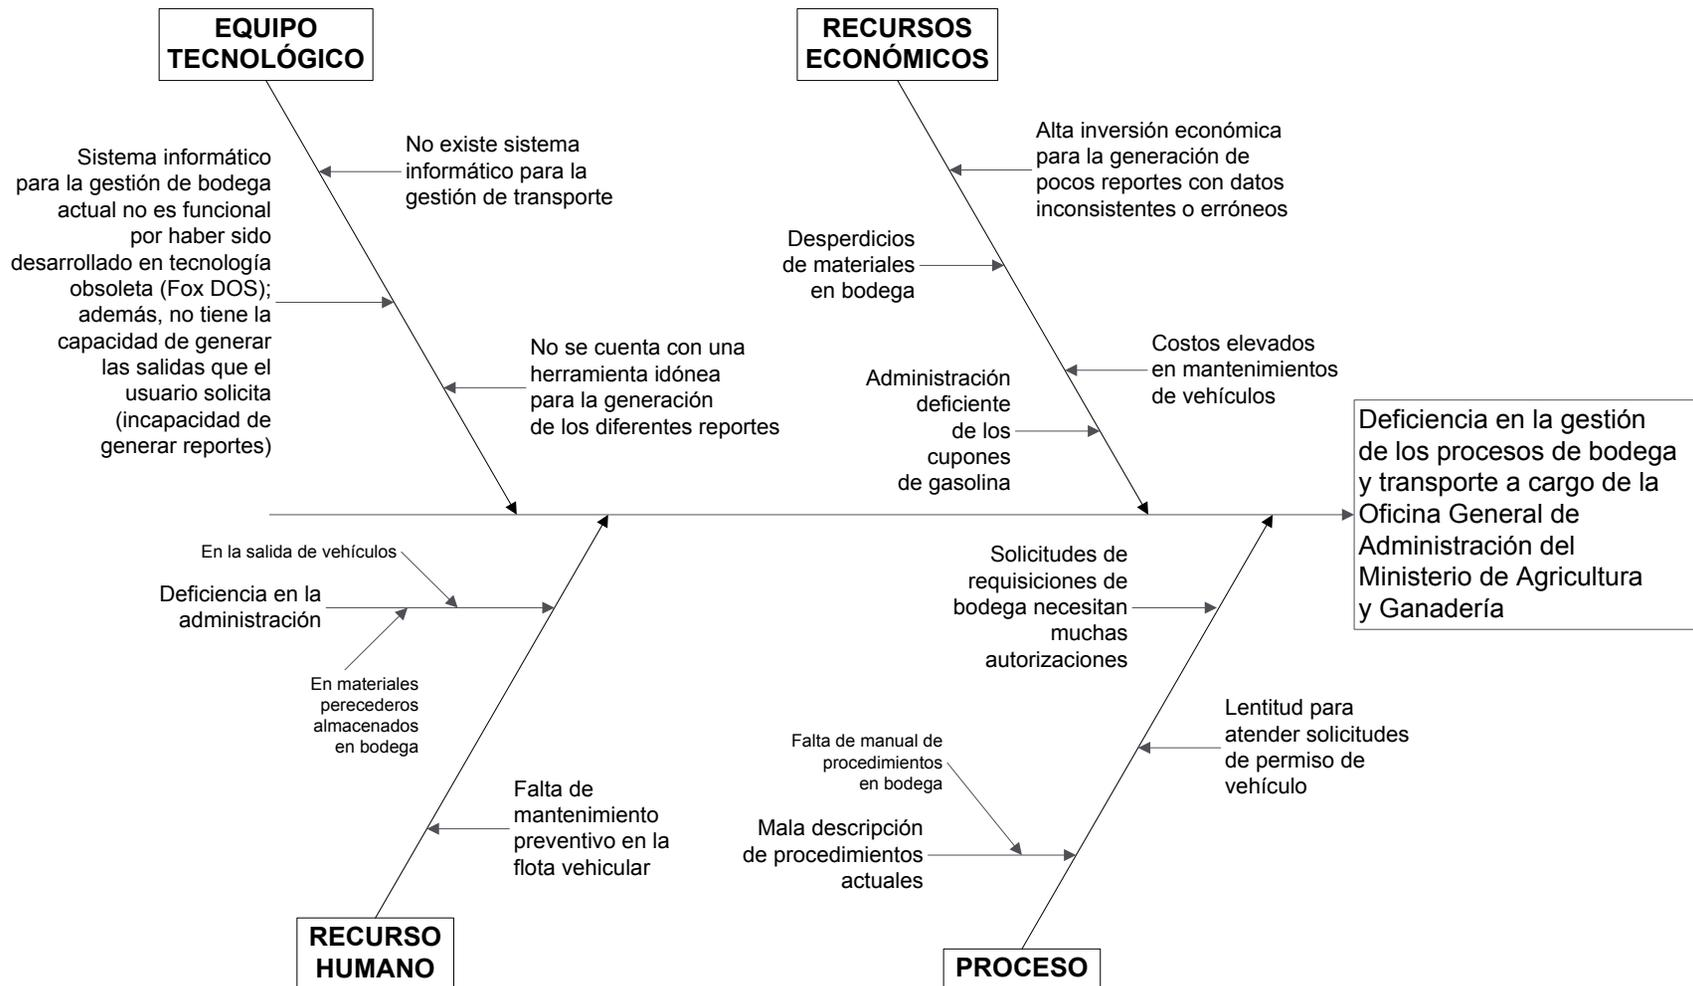 EQUIPO
TECNOLÓGICO
RECURSOS
ECONÓMICOS
Sistema informático
para la gestión de bodega
actual no es funcional
por haber sido
desarrollado en tecnología
obsoleta (Fox DOS);
además, no tiene la
capacidad de generar
las salidas que el
usuario solicita
(incapacidad de
generar reportes)
No existe sistema
informático para la
gestión de transporte
No se cuenta con una
herramienta idónea
para la generación
de los diferentes reportes
Alta inversión económica
para la generación de
pocos reportes con datos
inconsistentes o erróneos
Desperdicios
de materiales
en bodega
Costos elevados
en mantenimientos
de vehículos
Administración
deficiente
de los
cupones
de gasolina
Deficiencia en la gestión
de los procesos de bodega
y transporte a cargo de la
Oficina General de
Administración del
Ministerio de Agricultura
y Ganadería
En la salida de vehículos
Deficiencia en la
administración
En materiales
perecederos
almacenados
en bodega
Falta de
mantenimiento
preventivo en la
flota vehicular
Solicitudes de
requisiciones de
bodega necesitan
muchas
autorizaciones
Lentitud para
atender solicitudes
de permiso de
vehículo
Falta de manual de
procedimientos
en bodega
Mala descripción
de procedimientos
actuales
RECURSO
HUMANO
PROCESO